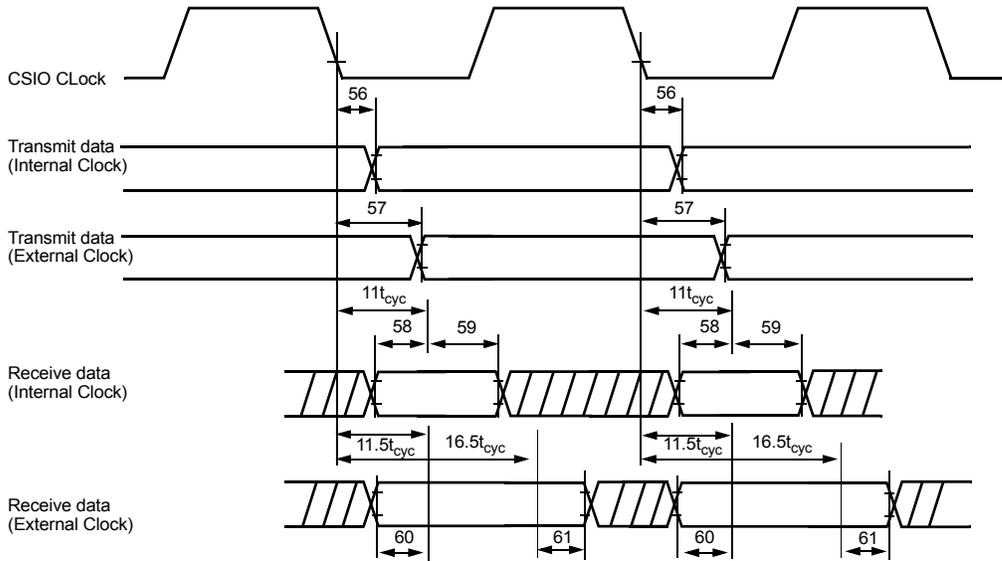 CSIO CLock
56 56
Transmit data
(Internal Clock)
57 57
Transmit data
(External Clock)
11tcyc 11tcyc
58 59 58 59
Receive data
(Internal Clock)
11.5tcyc 16.5tcyc 11.5tcyc 16.5tcyc
Receive data
(External Clock)
60 61 60 61